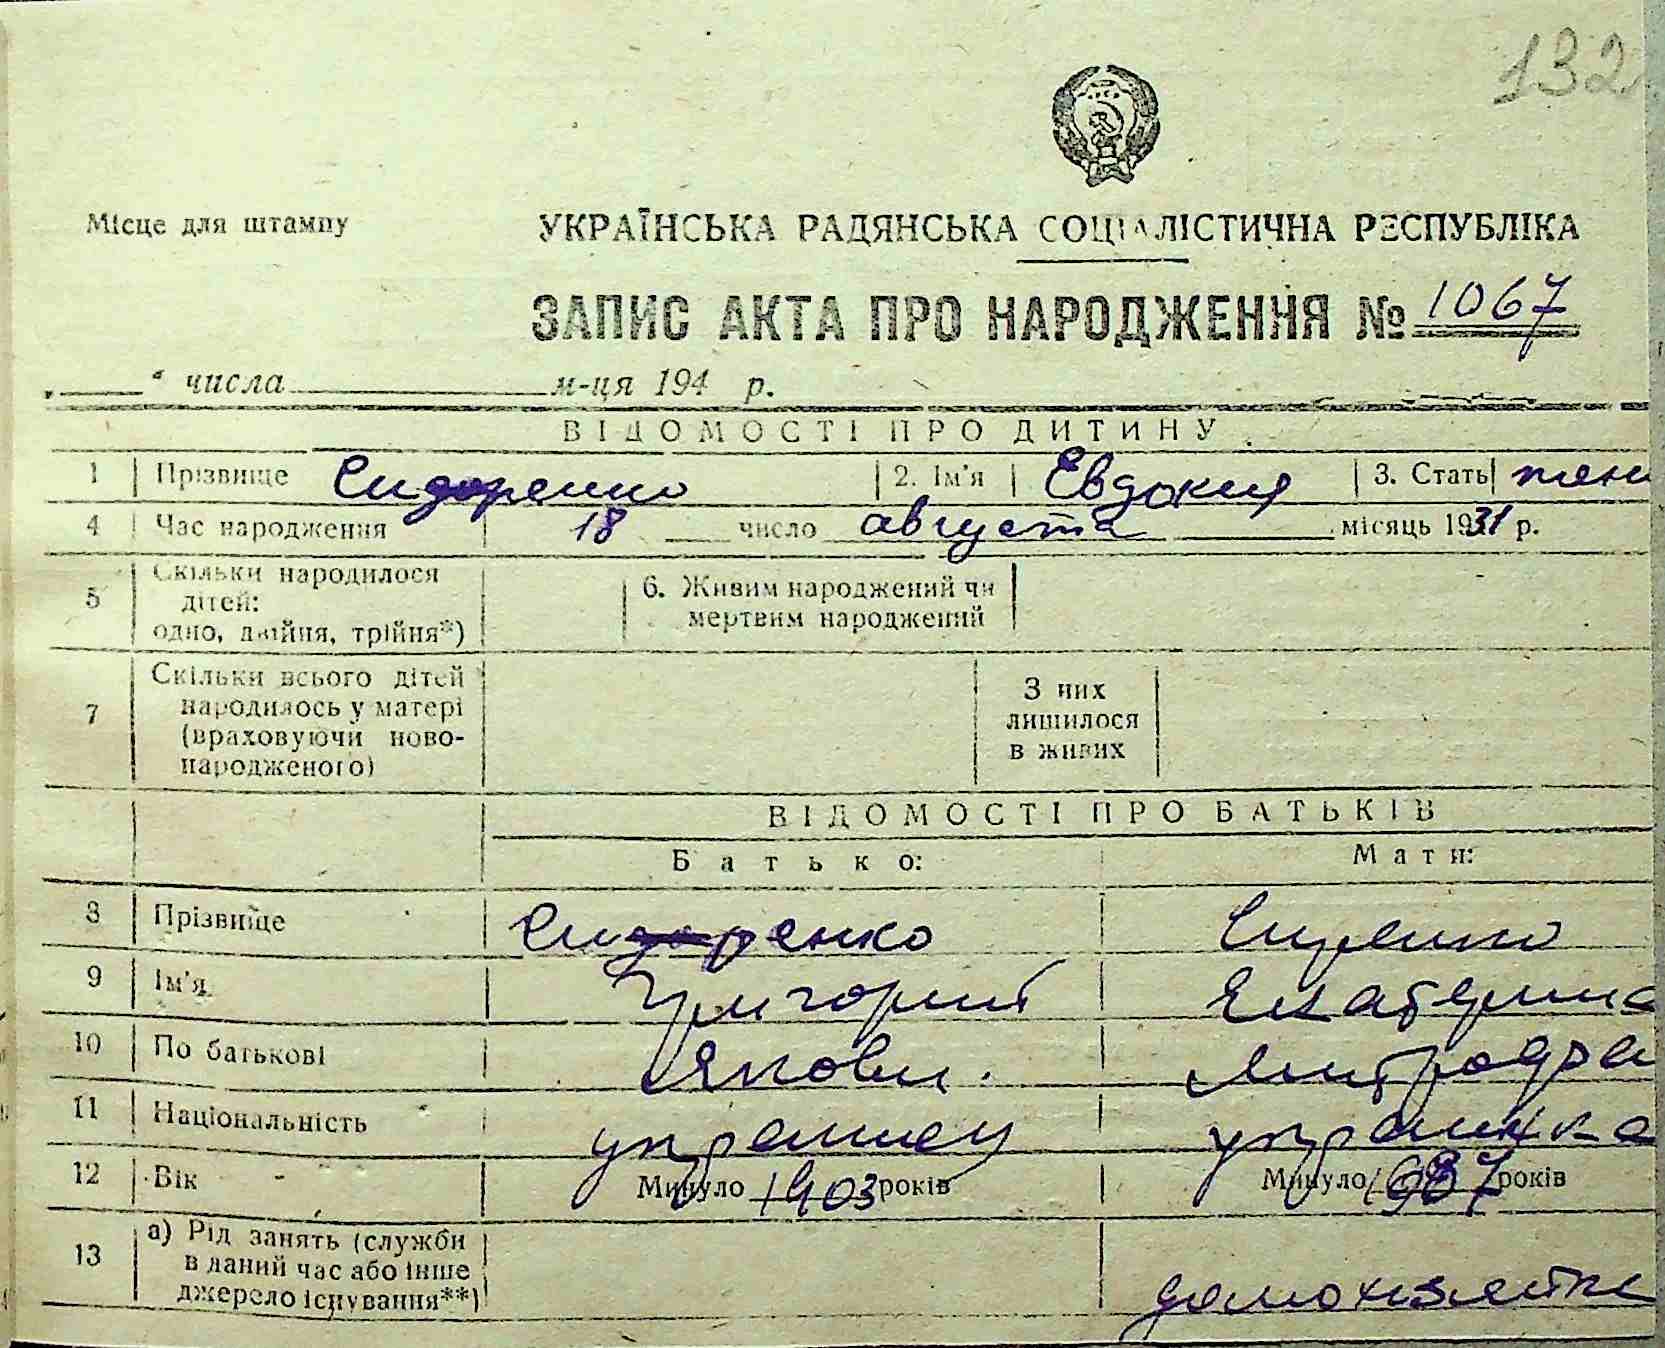 132
Місце для штампу
УКРАЇНСЬКА РАДЯНСЬКА СОЦІАЛІСТИЧНА РЕСПУБЛІКА
ЗАПИС АКТА ПРО НАРОДЖЕННЯ № 1067
„ “ числа м-ця 194 р.
ВІДОМОСТІ ПРО ДИТИНУ
1 Прізвище Сидоренко 2. Ім'я Евдокия 3. Стать жен
4 Час народження 18 число августа місяць 1931 р.
5 Скільки народилося дітей: одно, двійня, трійня*) 6. Живим народжений чи мертвим народжений
7 Скільки всього дітей народилось у матері (враховуючи новонародженого) З них лишилося в живих
ВІДОМОСТІ ПРО БАТЬКІВ
Батько: Мати:
8 Прізвище Сидоренко
9 Ім'я Григорий Екатерина
10 По батькові Яковл.
11 Національність украинец украинка
12 Вік Минуло 1903 років Минуло років
13 а) Рід занять (служби в даний час або інше джерело існування**)